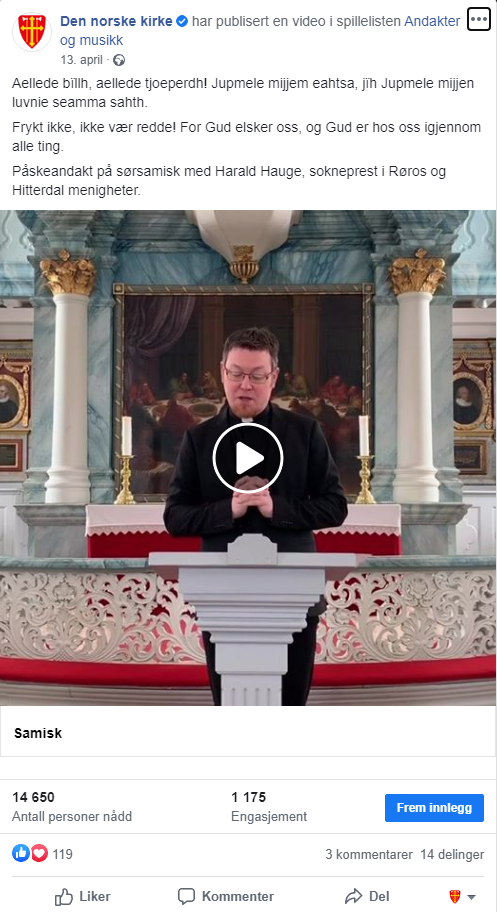 Den norske kirke har publisert en video i spillelisten Andakter
og musikk
13. april ·
Aellede bïllh, aellede tjoeperdh! Jupmele mijjem eahtsa, jïh Jupmele mijjen
luvnie seamma sahth.
Frykt ikke, ikke vær redde! For Gud elsker oss, og Gud er hos oss igjennom
alle ting.
Påskeandakt på sørsamisk med Harald Hauge, sokneprest i Røros og
Hitterdal menigheter.
Samisk
14 650
Antall personer nådd
1 175
Engasjement
Frem innlegg
119
3 kommentarer 14 delinger
Liker
Kommenter
Del